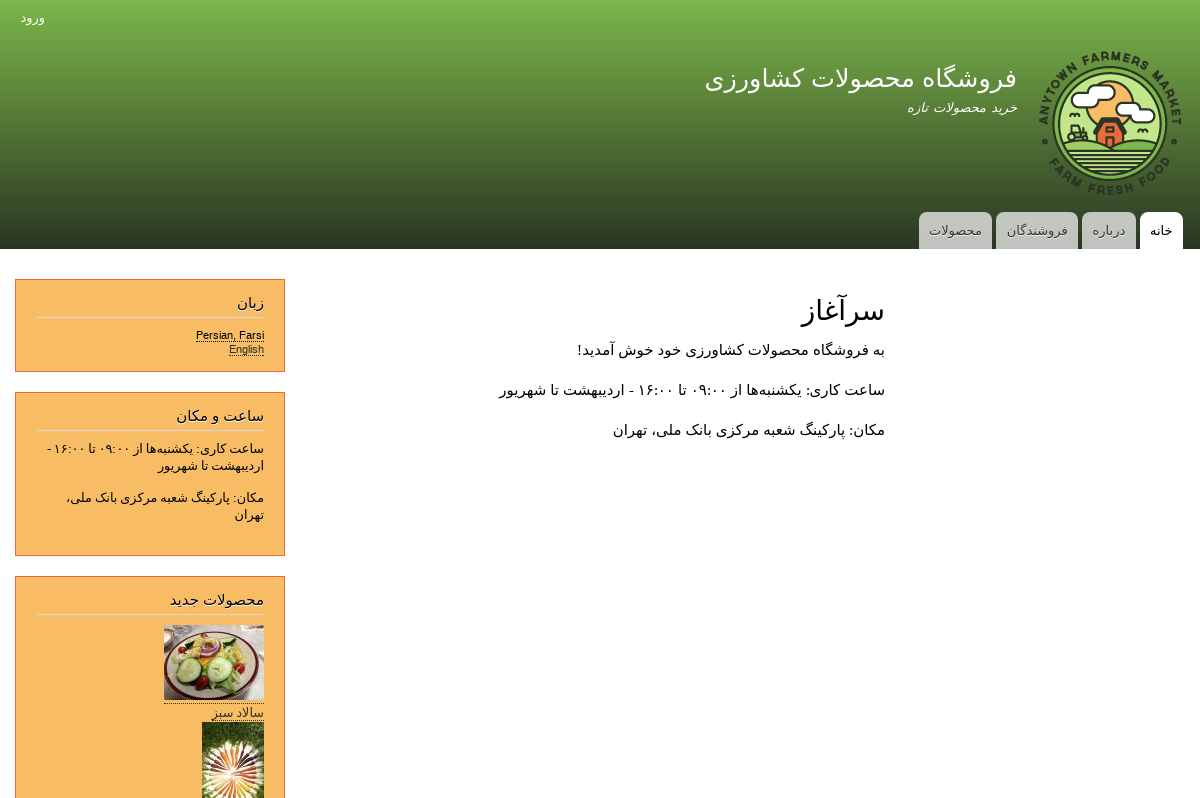 ورود
ANYTOWN FARMERS MARKET
FARM FRESH FOOD
فروشگاه محصولات کشاورزی
خرید محصولات تازه
خانه
درباره
فروشندگان
محصولات
سرآغاز
به فروشگاه محصولات کشاورزی خود خوش آمدید!
ساعت کاری: یکشنبه‌ها از ۰۹:۰۰ تا ۱۶:۰۰ - اردیبهشت تا شهریور
مکان: پارکینگ شعبه مرکزی بانک ملی، تهران
زبان
Persian, Farsi
English
ساعت و مکان
ساعت کاری: یکشنبه‌ها از ۰۹:۰۰ تا ۱۶:۰۰ -
اردیبهشت تا شهریور
مکان: پارکینگ شعبه مرکزی بانک ملی،
تهران
محصولات جدید
سالاد سبز